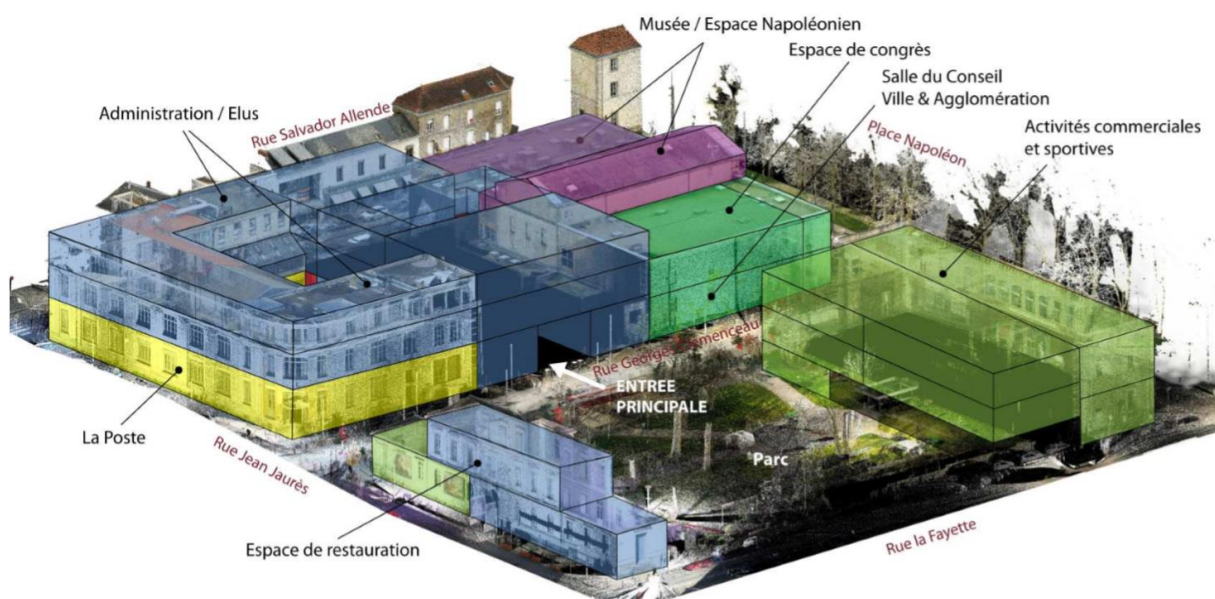 Musée / Espace Napoléonien
Espace de congrès
Salle du Conseil
Ville & Agglomération
Activités commerciales
et sportives
Place Napoléon
Rue Salvador Allende
Administration / Elus
Rue Georges Clemenceau
ENTREE
PRINCIPALE
La Poste
Rue Jean Jaurès
Parc
Espace de restauration
Rue la Fayette